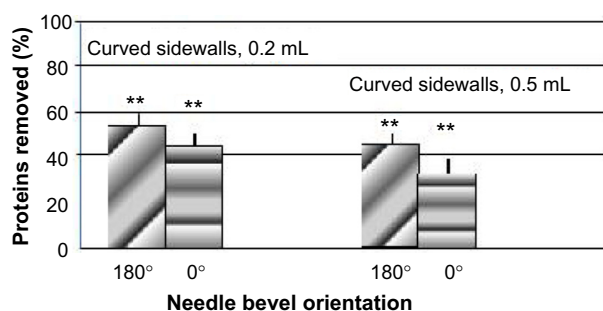 Proteins removed (%)
100
80
60
40
20
0
Curved sidewalls, 0.2 mL
Curved sidewalls, 0.5 mL
** **
** **
180° 0° 180° 0°
Needle bevel orientation